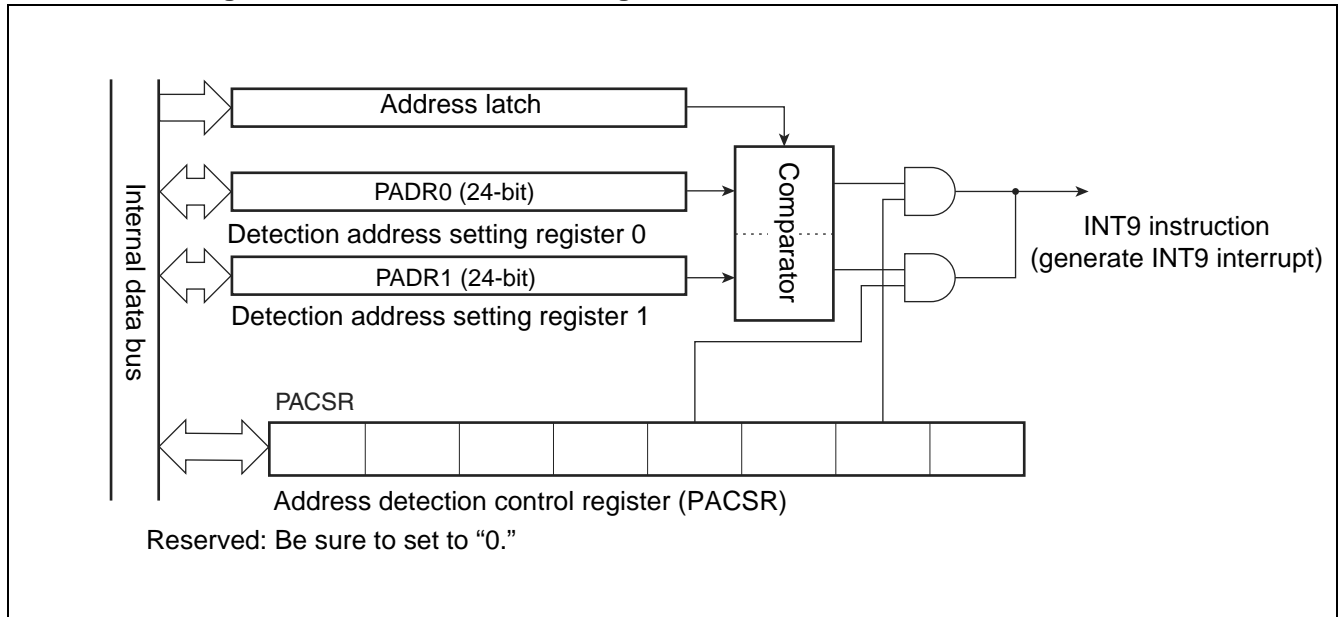 Address latch
PADR0 (24-bit)
Detection address setting register 0
PADR1 (24-bit)
Detection address setting register 1
Internal data bus
Comparator
INT9 instruction
(generate INT9 interrupt)
PACSR
Address detection control register (PACSR)
Reserved: Be sure to set to “0.”